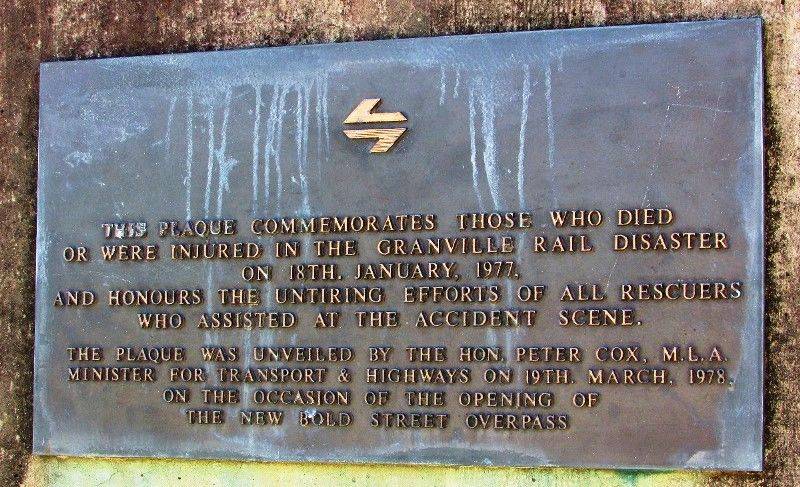 THIS PLAQUE COMMEMORATES THOSE WHO DIED
OR WERE INJURED IN THE GRANVILLE RAIL DISASTER
ON 18TH. JANUARY, 1977.
AND HONOURS THE UNTIRING EFFORTS OF ALL RESCUERS
WHO ASSISTED AT THE ACCIDENT SCENE.
THE PLAQUE WAS UNVEILED BY THE HON. PETER COX, M.L.A.
MINISTER FOR TRANSPORT & HIGHWAYS ON 19TH. MARCH, 1978,
ON THE OCCASION OF THE OPENING OF
THE NEW BOLD STREET OVERPASS